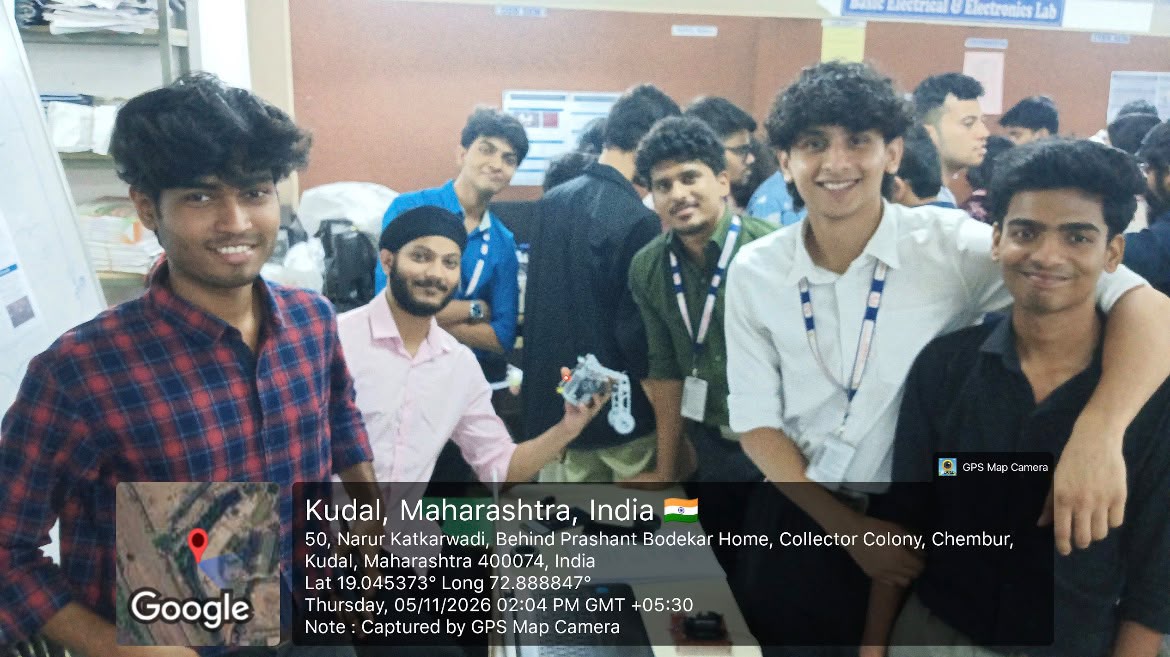 Basic Electrical & Electronics Lab
GPS Map Camera
Kudal, Maharashtra, India 🇮🇳
50, Narur Katkarwadi, Behind Prashant Bodekar Home, Collector Colony, Chembur,
Kudal, Maharashtra 400074, India
Lat 19.045373° Long 72.888847°
Thursday, 05/11/2026 02:04 PM GMT +05:30
Note : Captured by GPS Map Camera
Google